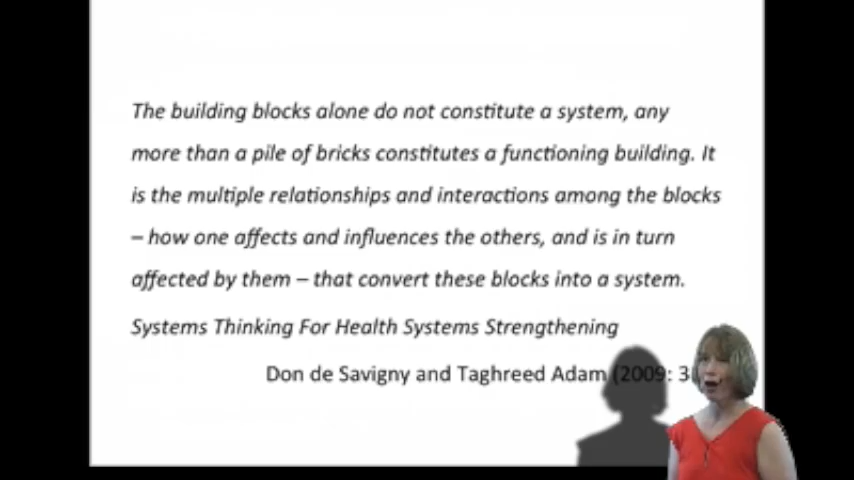 The building blocks alone do not constitute a system, any
more than a pile of bricks constitutes a functioning building. It
is the multiple relationships and interactions among the blocks
– how one affects and influences the others, and is in turn
affected by them – that convert these blocks into a system.
Systems Thinking For Health Systems Strengthening
Don de Savigny and Taghreed Adam (2009: 3